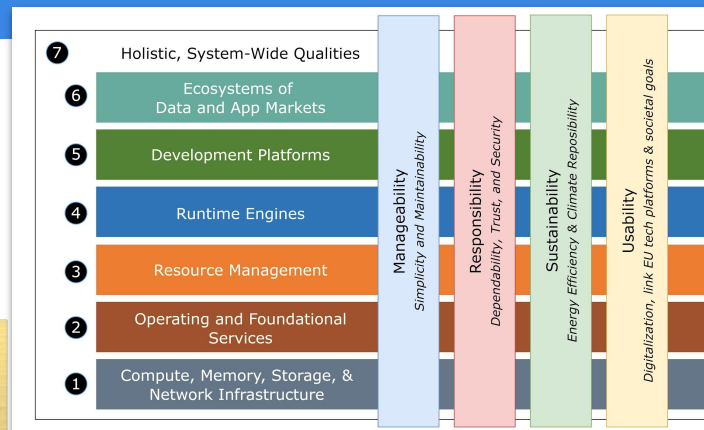 7
Holistic, System-Wide Qualities
6
Ecosystems of
Data and App Markets
5
Development Platforms
4
Runtime Engines
3
Resource Management
2
Operating and Foundational
Services
1
Compute, Memory, Storage, &
Network Infrastructure
Manageability
Simplicity and Maintainability
Responsibility
Dependability, Trust, and Security
Sustainability
Energy Efficiency & Climate Reposibility
Usability
Digitalization, link EU tech platforms & societal goals